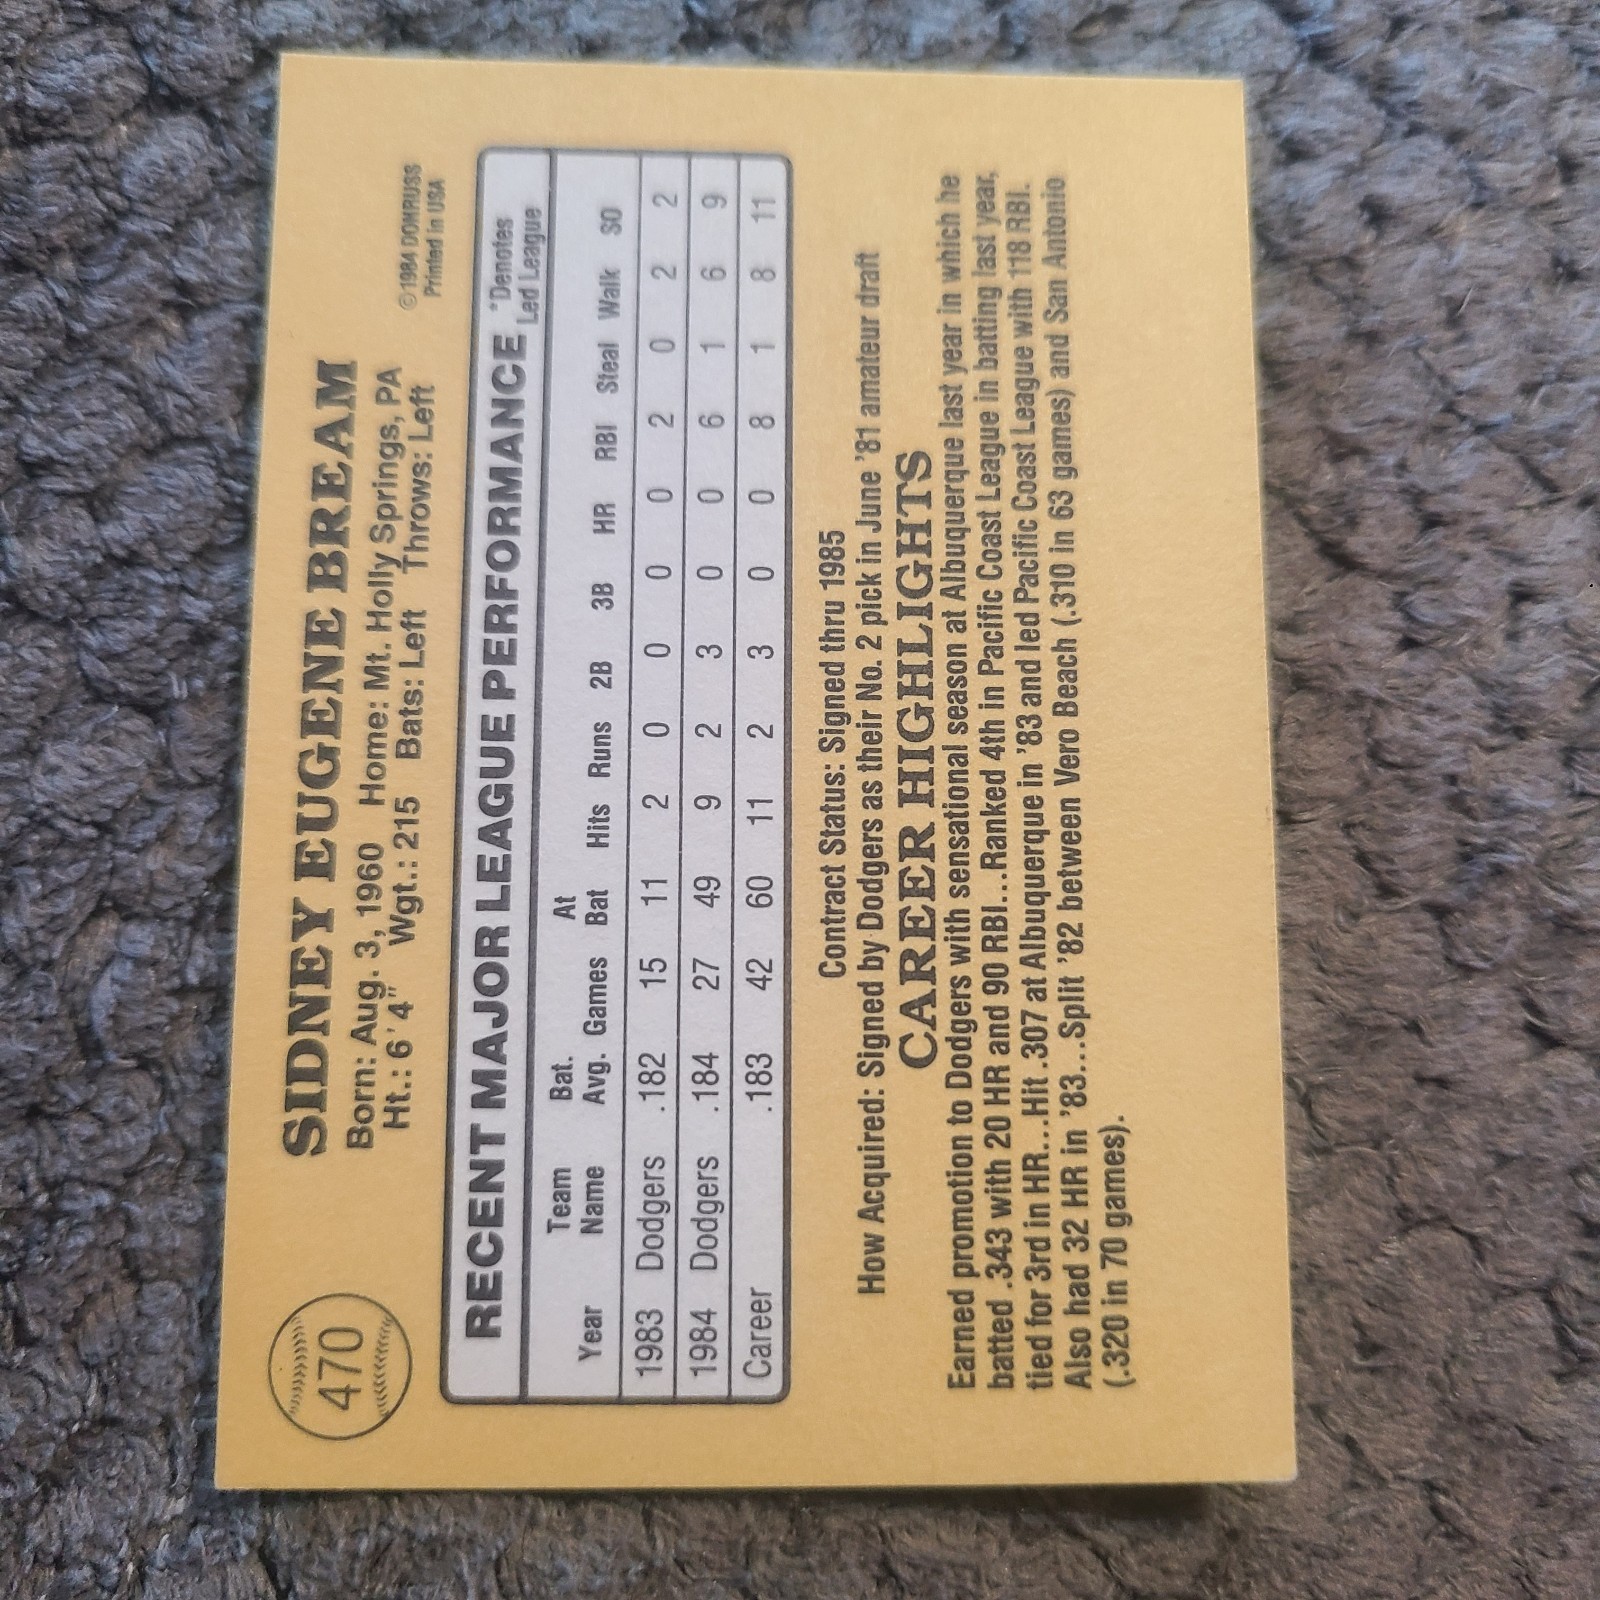 470
SIDNEY EUGENE BREAM
Born: Aug. 3, 1960 Home: Mt. Holly Springs, PA
Ht.: 6'4" Wgt.: 215 Bats: Left Throws: Left
©1984 DONRUSS
Printed in USA
RECENT MAJOR LEAGUE PERFORMANCE *Denotes
Led League
Team Bat. At
Year Name Avg. Games Bat Hits Runs 2B 3B HR RBI Steal Walk SO
1983 Dodgers .182 15 11 2 0 0 0 0 2 0 2 2
1984 Dodgers .184 27 49 9 2 3 0 0 6 1 6 9
Career .183 42 60 11 2 3 0 0 8 1 8 11
Contract Status: Signed thru 1985
How Acquired: Signed by Dodgers as their No. 2 pick in June '81 amateur draft
CAREER HIGHLIGHTS
Earned promotion to Dodgers with sensational season at Albuquerque last year in which he
batted .343 with 20 HR and 90 RBI...Ranked 4th in Pacific Coast League in batting last year,
tied for 3rd in HR...Hit .307 at Albuquerque in '83 and led Pacific Coast League with 118 RBI.
Also had 32 HR in '83...Split '82 between Vero Beach (.310 in 63 games) and San Antonio
(.320 in 70 games).